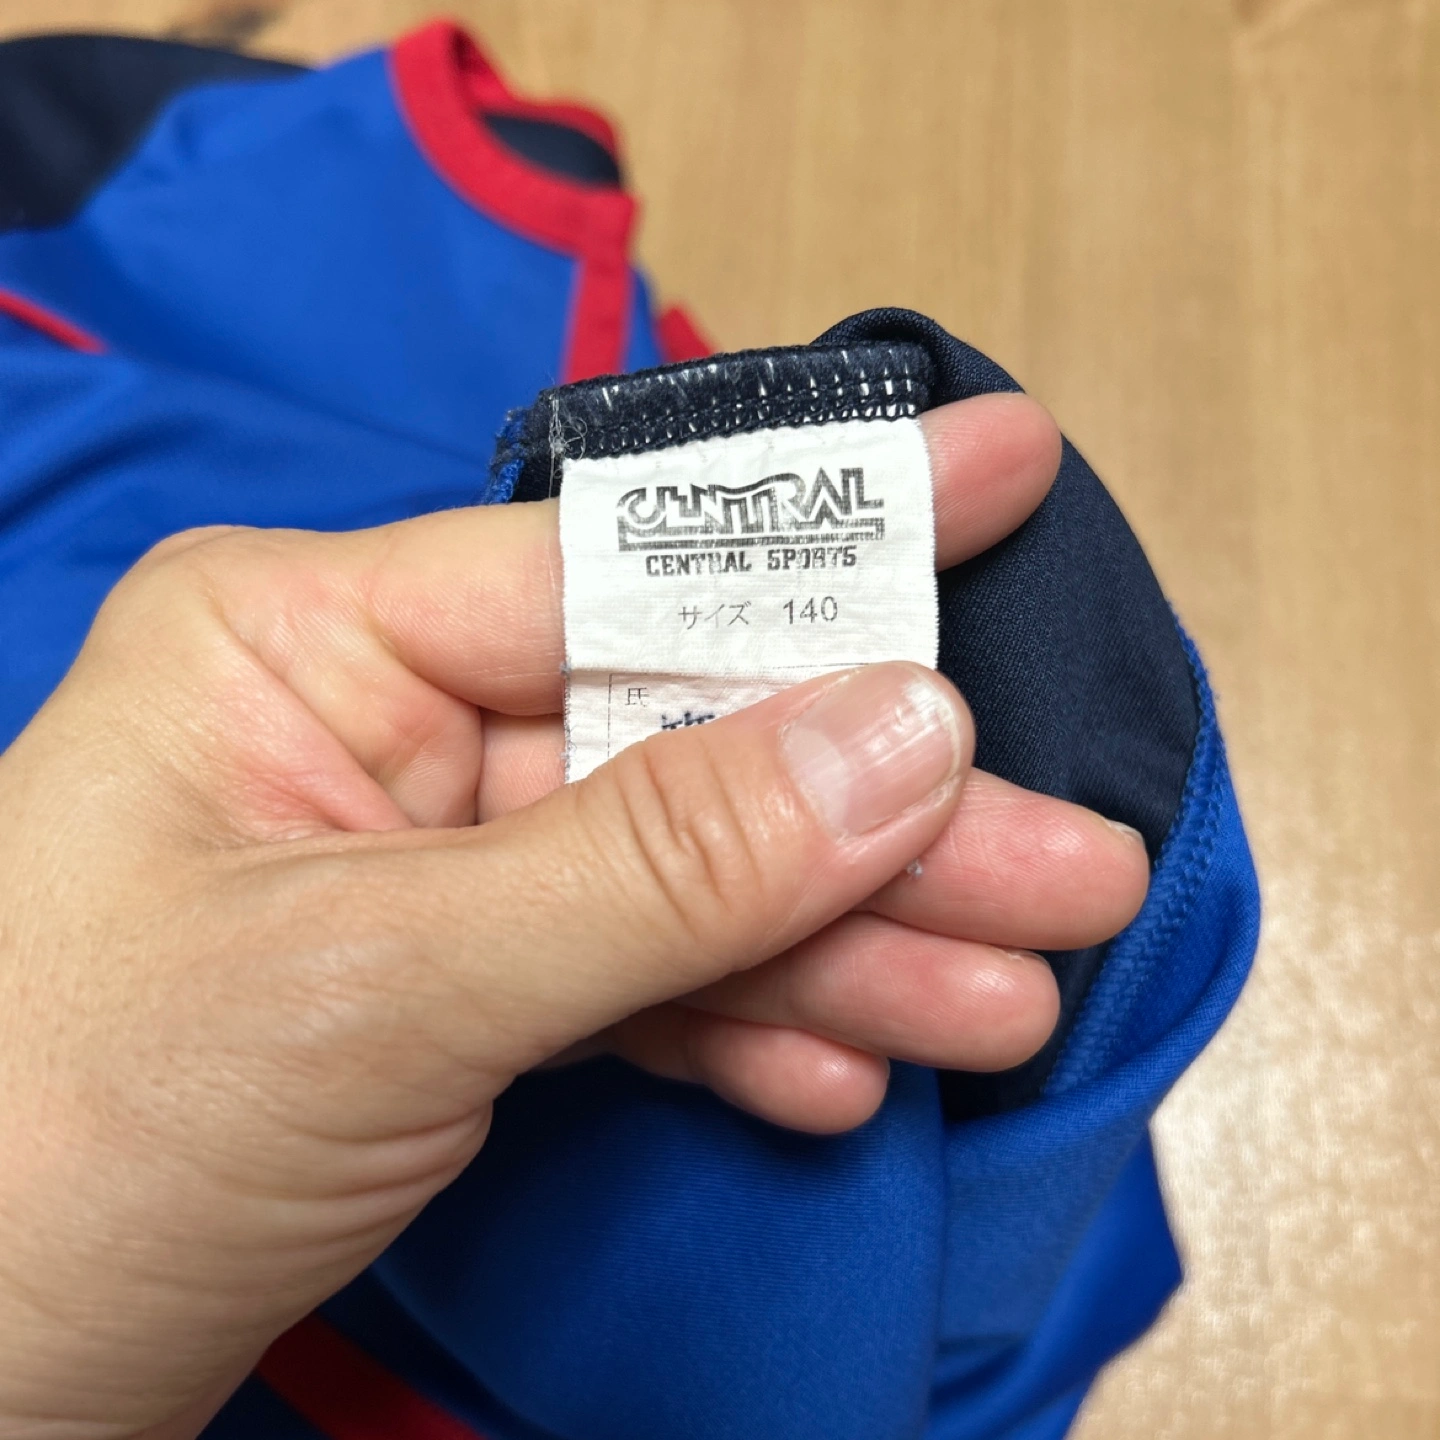 CENTRAL
CENTRAL SPORTS
サイズ 140
氏